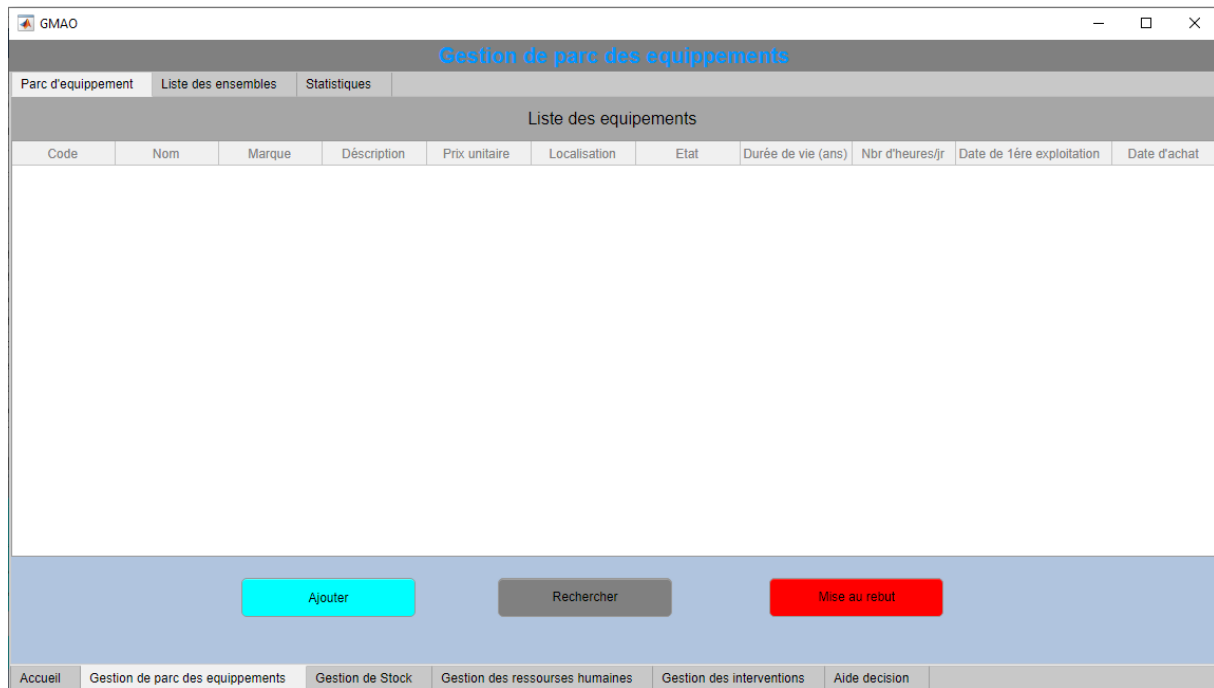 GMAO
Gestion de parc des equippements
Parc d'equippement Liste des ensembles Statistiques
Liste des equipements
Code Nom Marque Déscription Prix unitaire Localisation Etat Durée de vie (ans) Nbr d'heures/jr Date de 1ére exploitation Date d'achat
Ajouter Rechercher Mise au rebut
Accueil Gestion de parc des equippements Gestion de Stock Gestion des ressourses humaines Gestion des interventions Aide decision